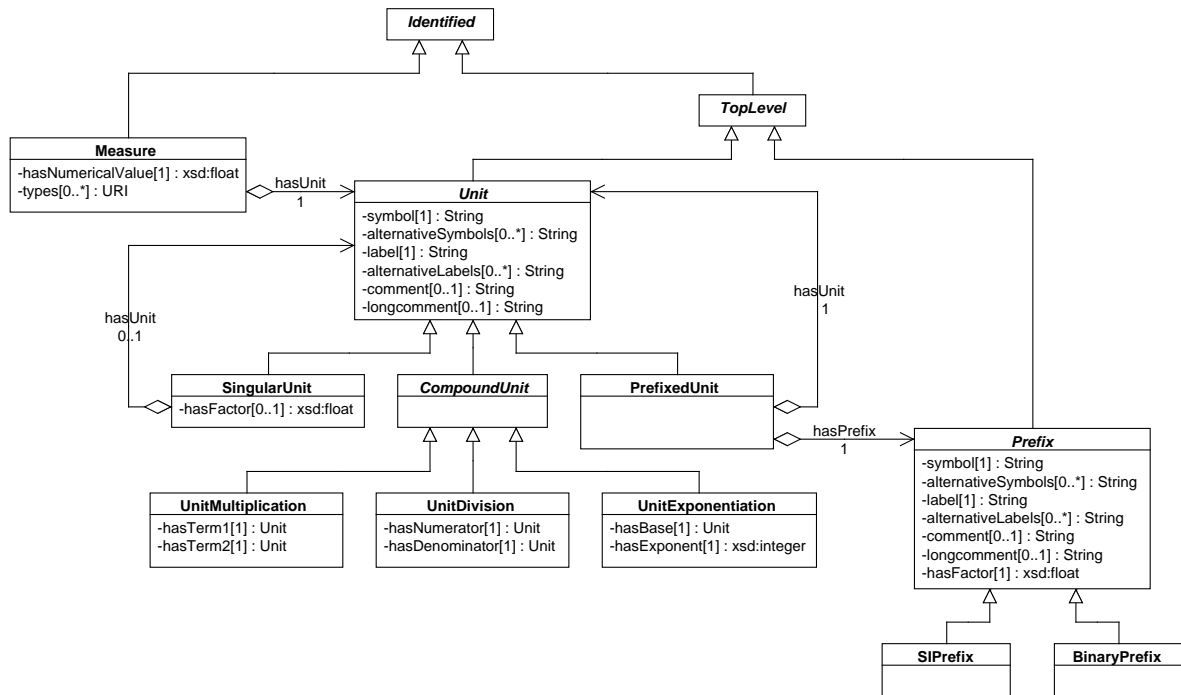 Identified
TopLevel
Measure
-hasNumericalValue[1] : xsd:float
-types[0..*] : URI
hasUnit
1
Unit
-symbol[1] : String
-alternativeSymbols[0..*] : String
-label[1] : String
-alternativeLabels[0..*] : String
-comment[0..1] : String
-longcomment[0..1] : String
hasUnit
0..1
hasUnit
1
SingularUnit
-hasFactor[0..1] : xsd:float
CompoundUnit
PrefixedUnit
hasPrefix
1
Prefix
-symbol[1] : String
-alternativeSymbols[0..*] : String
-label[1] : String
-alternativeLabels[0..*] : String
-comment[0..1] : String
-longcomment[0..1] : String
-hasFactor[1] : xsd:float
UnitMultiplication
-hasTerm1[1] : Unit
-hasTerm2[1] : Unit
UnitDivision
-hasNumerator[1] : Unit
-hasDenominator[1] : Unit
UnitExponentiation
-hasBase[1] : Unit
-hasExponent[1] : xsd:integer
SIPrefix
BinaryPrefix